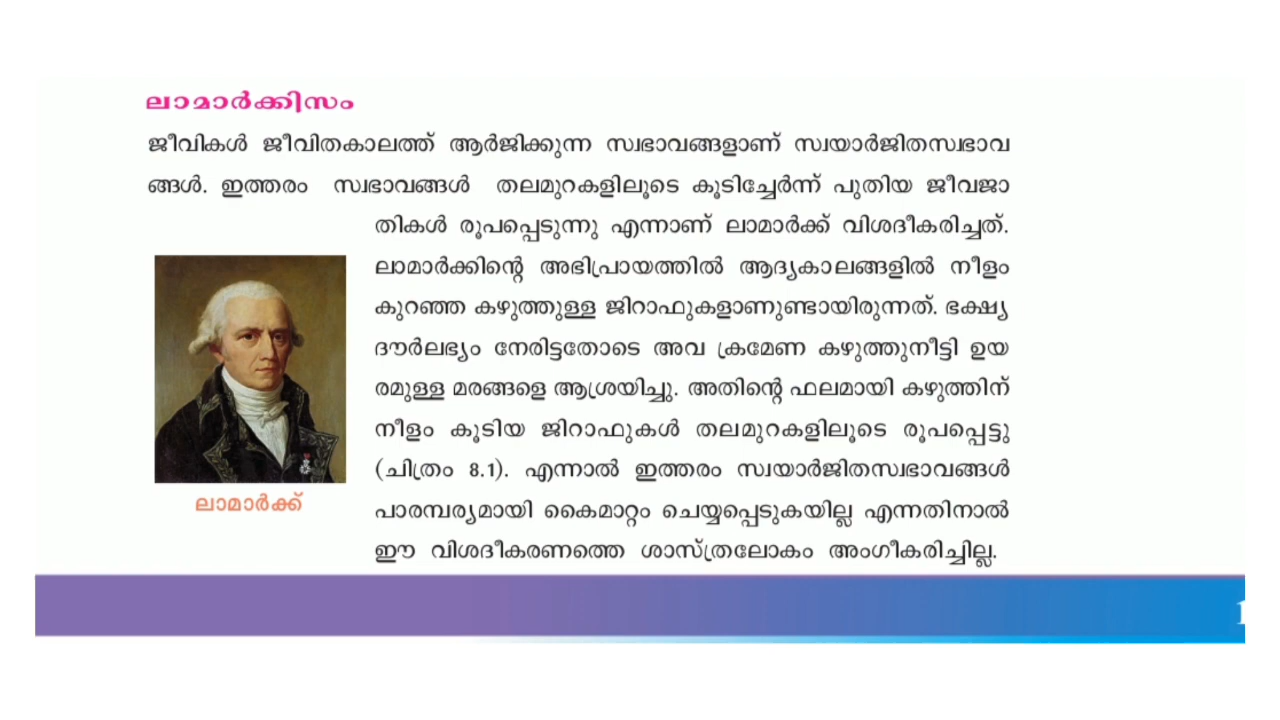 ലാമാർക്കിസം
ജീവികൾ ജീവിതകാലത്ത് ആർജിക്കുന്ന സ്വഭാവങ്ങളാണ് സ്വയാർജിതസ്വഭാവ
ങ്ങൾ. ഇത്തരം സ്വഭാവങ്ങൾ തലമുറകളിലൂടെ കൂടിച്ചേർന്ന് പുതിയ ജീവജാ
തികൾ രൂപപ്പെടുന്നു എന്നാണ് ലാമാർക്ക് വിശദീകരിച്ചത്.
ലാമാർക്കിന്റെ അഭിപ്രായത്തിൽ ആദ്യകാലങ്ങളിൽ നീളം
കുറഞ്ഞ കഴുത്തുള്ള ജിറാഫുകളാണുണ്ടായിരുന്നത്. ഭക്ഷ്യ
ദൗർലഭ്യം നേരിട്ടതോടെ അവ ക്രമേണ കഴുത്തുനീട്ടി ഉയ
രമുള്ള മരങ്ങളെ ആശ്രയിച്ചു. അതിന്റെ ഫലമായി കഴുത്തിന്
നീളം കൂടിയ ജിറാഫുകൾ തലമുറകളിലൂടെ രൂപപ്പെട്ടു
(ചിത്രം 8.1). എന്നാൽ ഇത്തരം സ്വയാർജിതസ്വഭാവങ്ങൾ
പാരമ്പര്യമായി കൈമാറ്റം ചെയ്യപ്പെടുകയില്ല എന്നതിനാൽ
ഈ വിശദീകരണത്തെ ശാസ്ത്രലോകം അംഗീകരിച്ചില്ല.
ലാമാർക്ക്